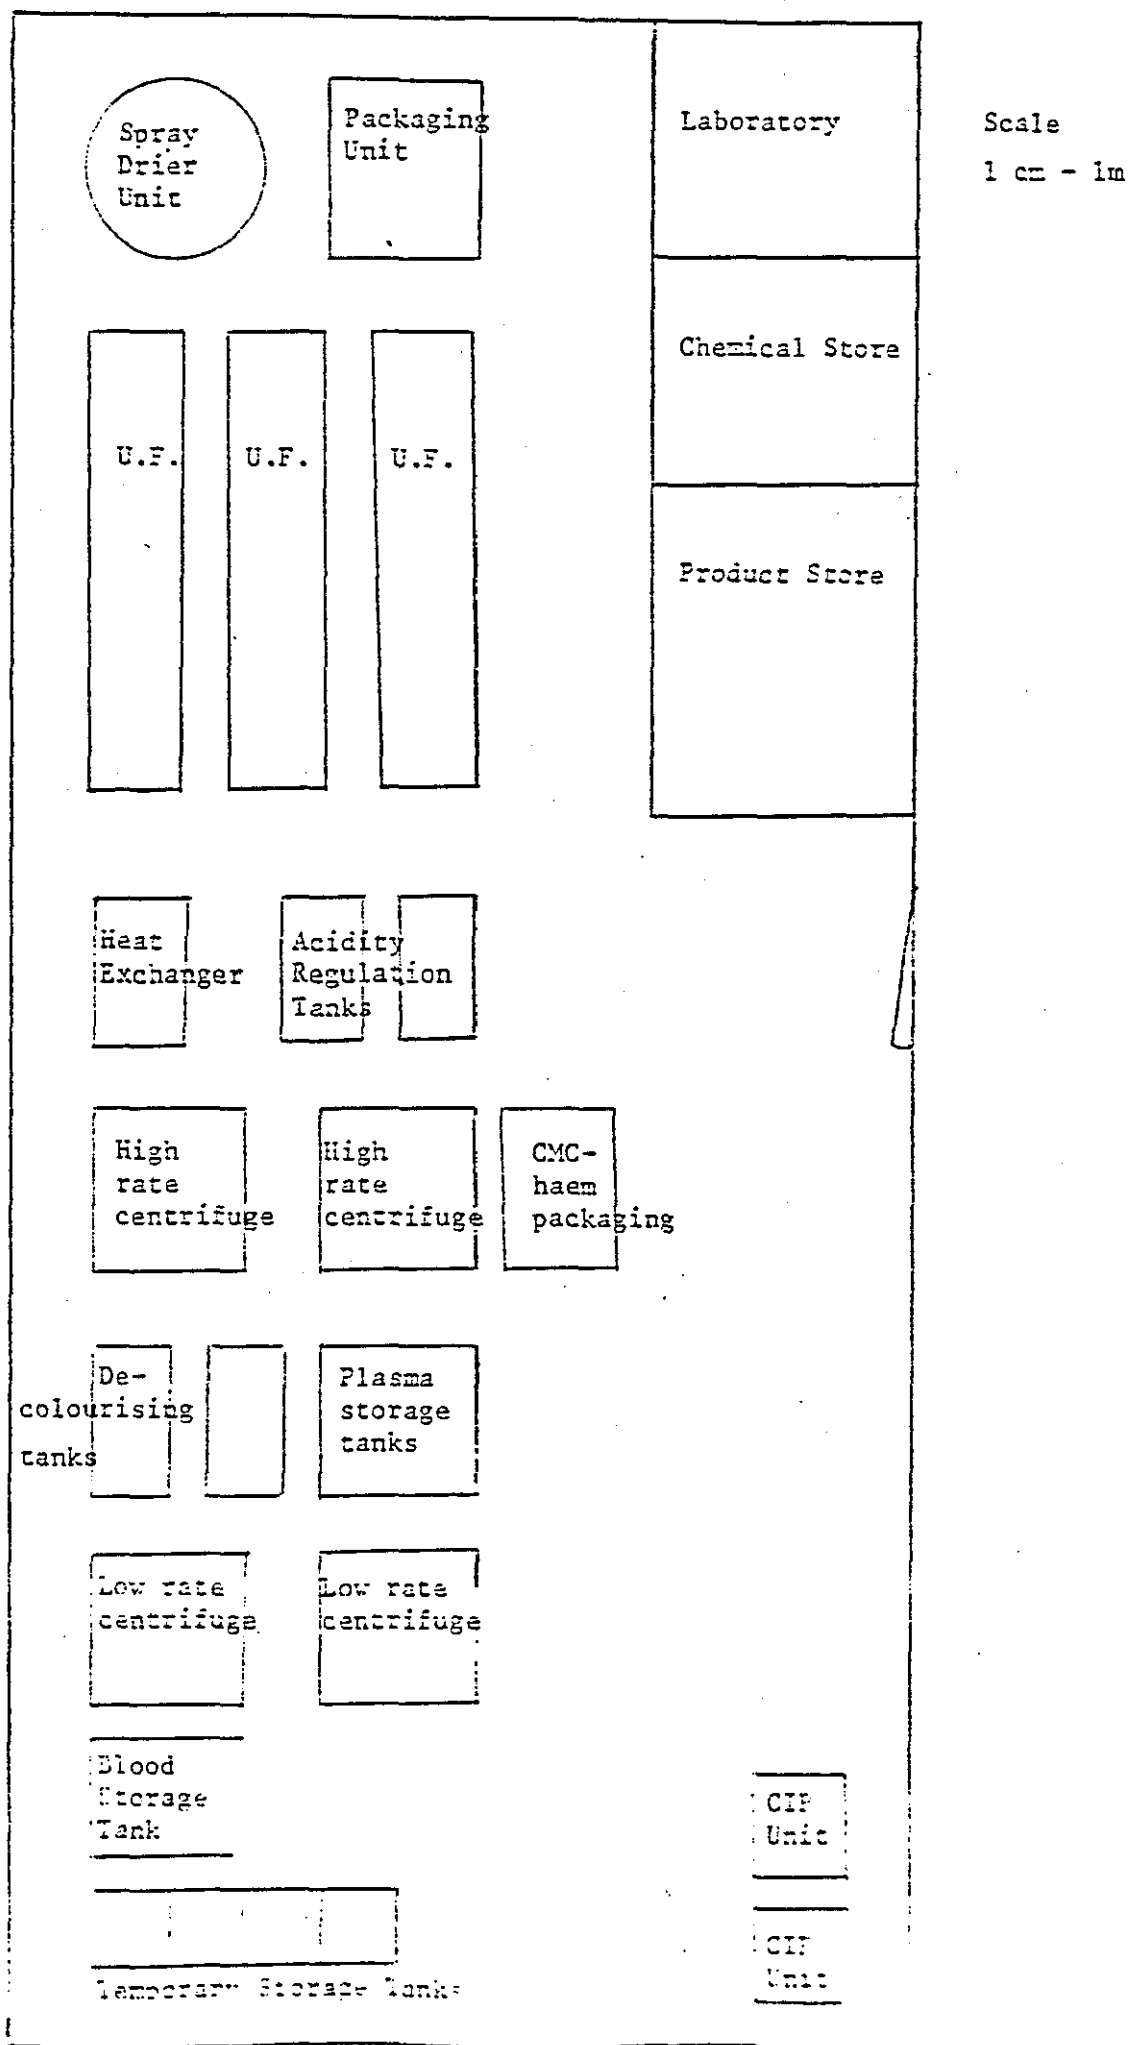 Spray
Drier
Unit
Packaging
Unit
Laboratory
Scale
1 cm - 1m
Chemical Store
U.F.
U.F.
U.F.
Product Store
Heat
Exchanger
Acidity
Regulation
Tanks
High
rate
centrifuge
High
rate
centrifuge
CMC-
haem
packaging
De-
colourising
tanks
Plasma
storage
tanks
Low rate
centrifuge
Low rate
centrifuge
Blood
Storage
Tank
CIP
Unit
CIP
Unit
Temporary Storage Tanks